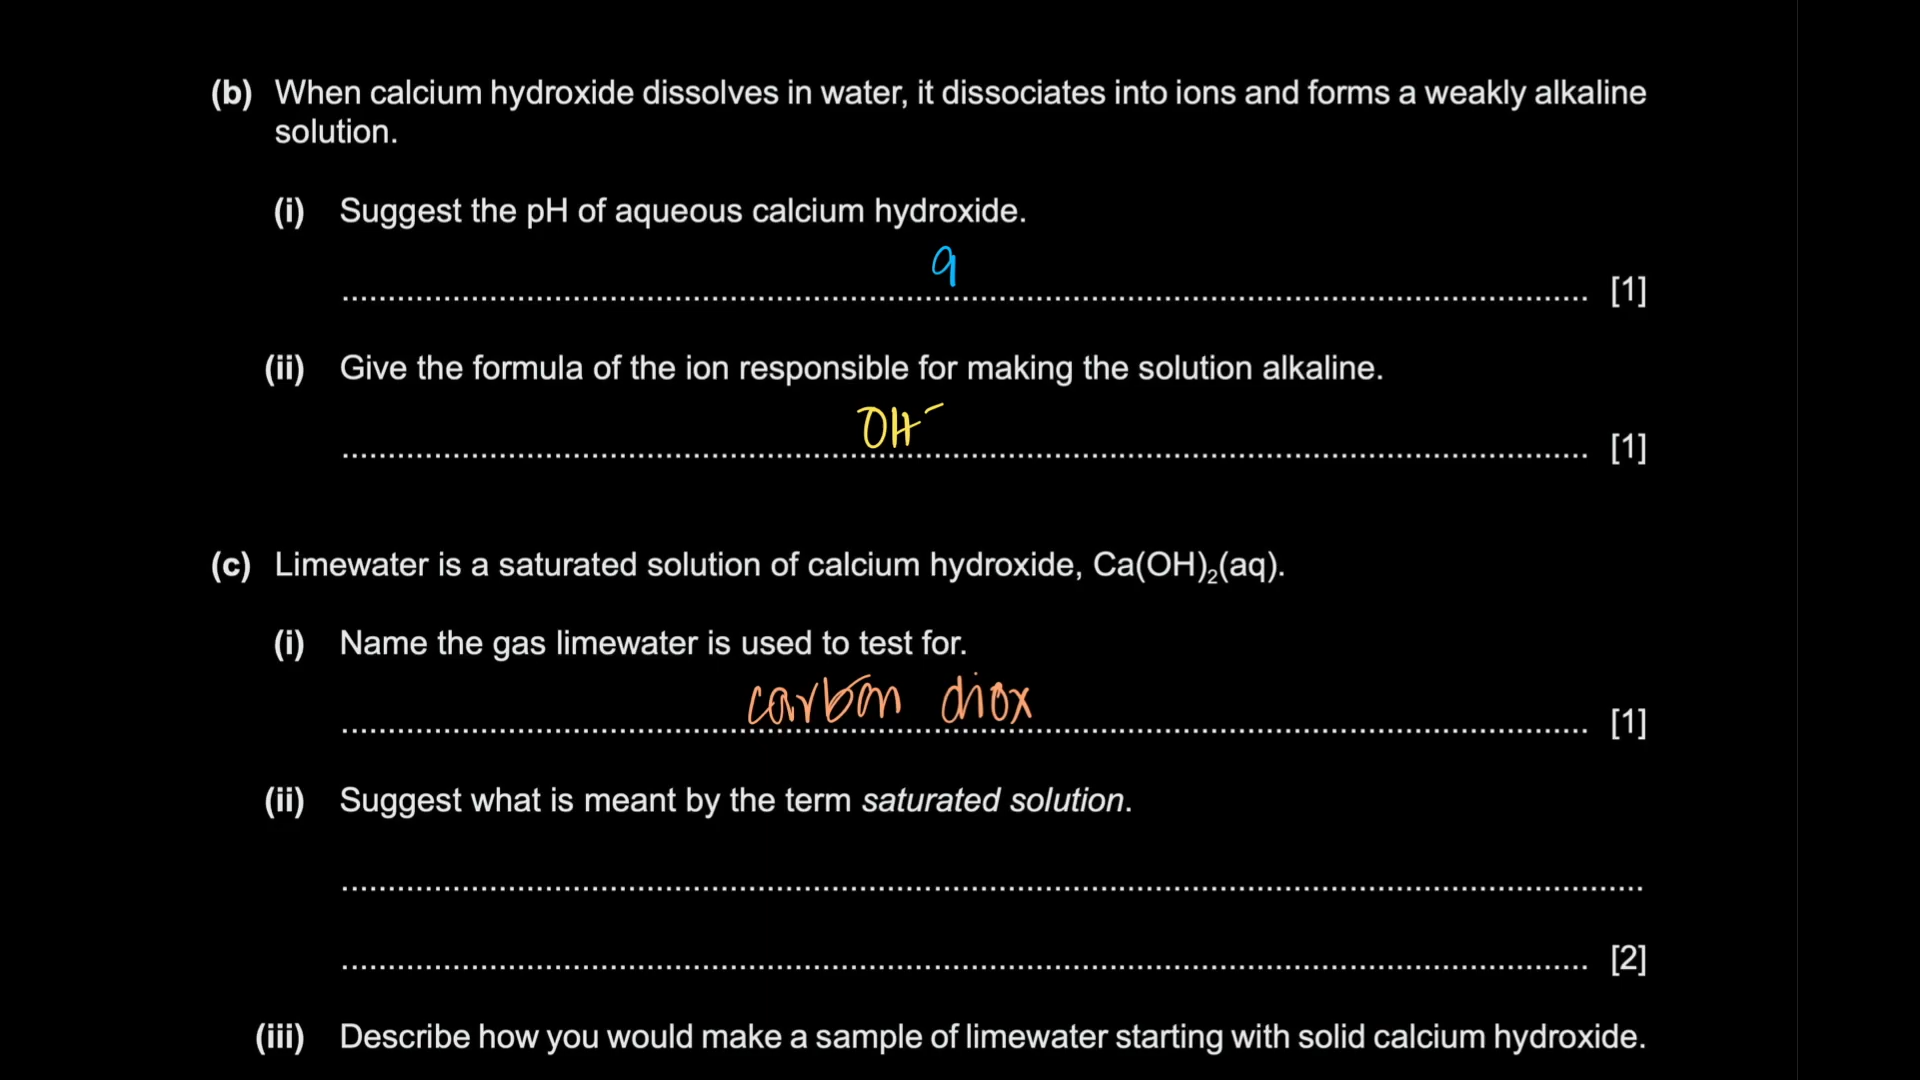 (b) When calcium hydroxide dissolves in water, it dissociates into ions and forms a weakly alkaline
solution.
(i) Suggest the pH of aqueous calcium hydroxide.
9
[1]
(ii) Give the formula of the ion responsible for making the solution alkaline.
OH⁻
[1]
(c) Limewater is a saturated solution of calcium hydroxide, Ca(OH)₂(aq).
(i) Name the gas limewater is used to test for.
carbon diox
[1]
(ii) Suggest what is meant by the term saturated solution.
[2]
(iii) Describe how you would make a sample of limewater starting with solid calcium hydroxide.